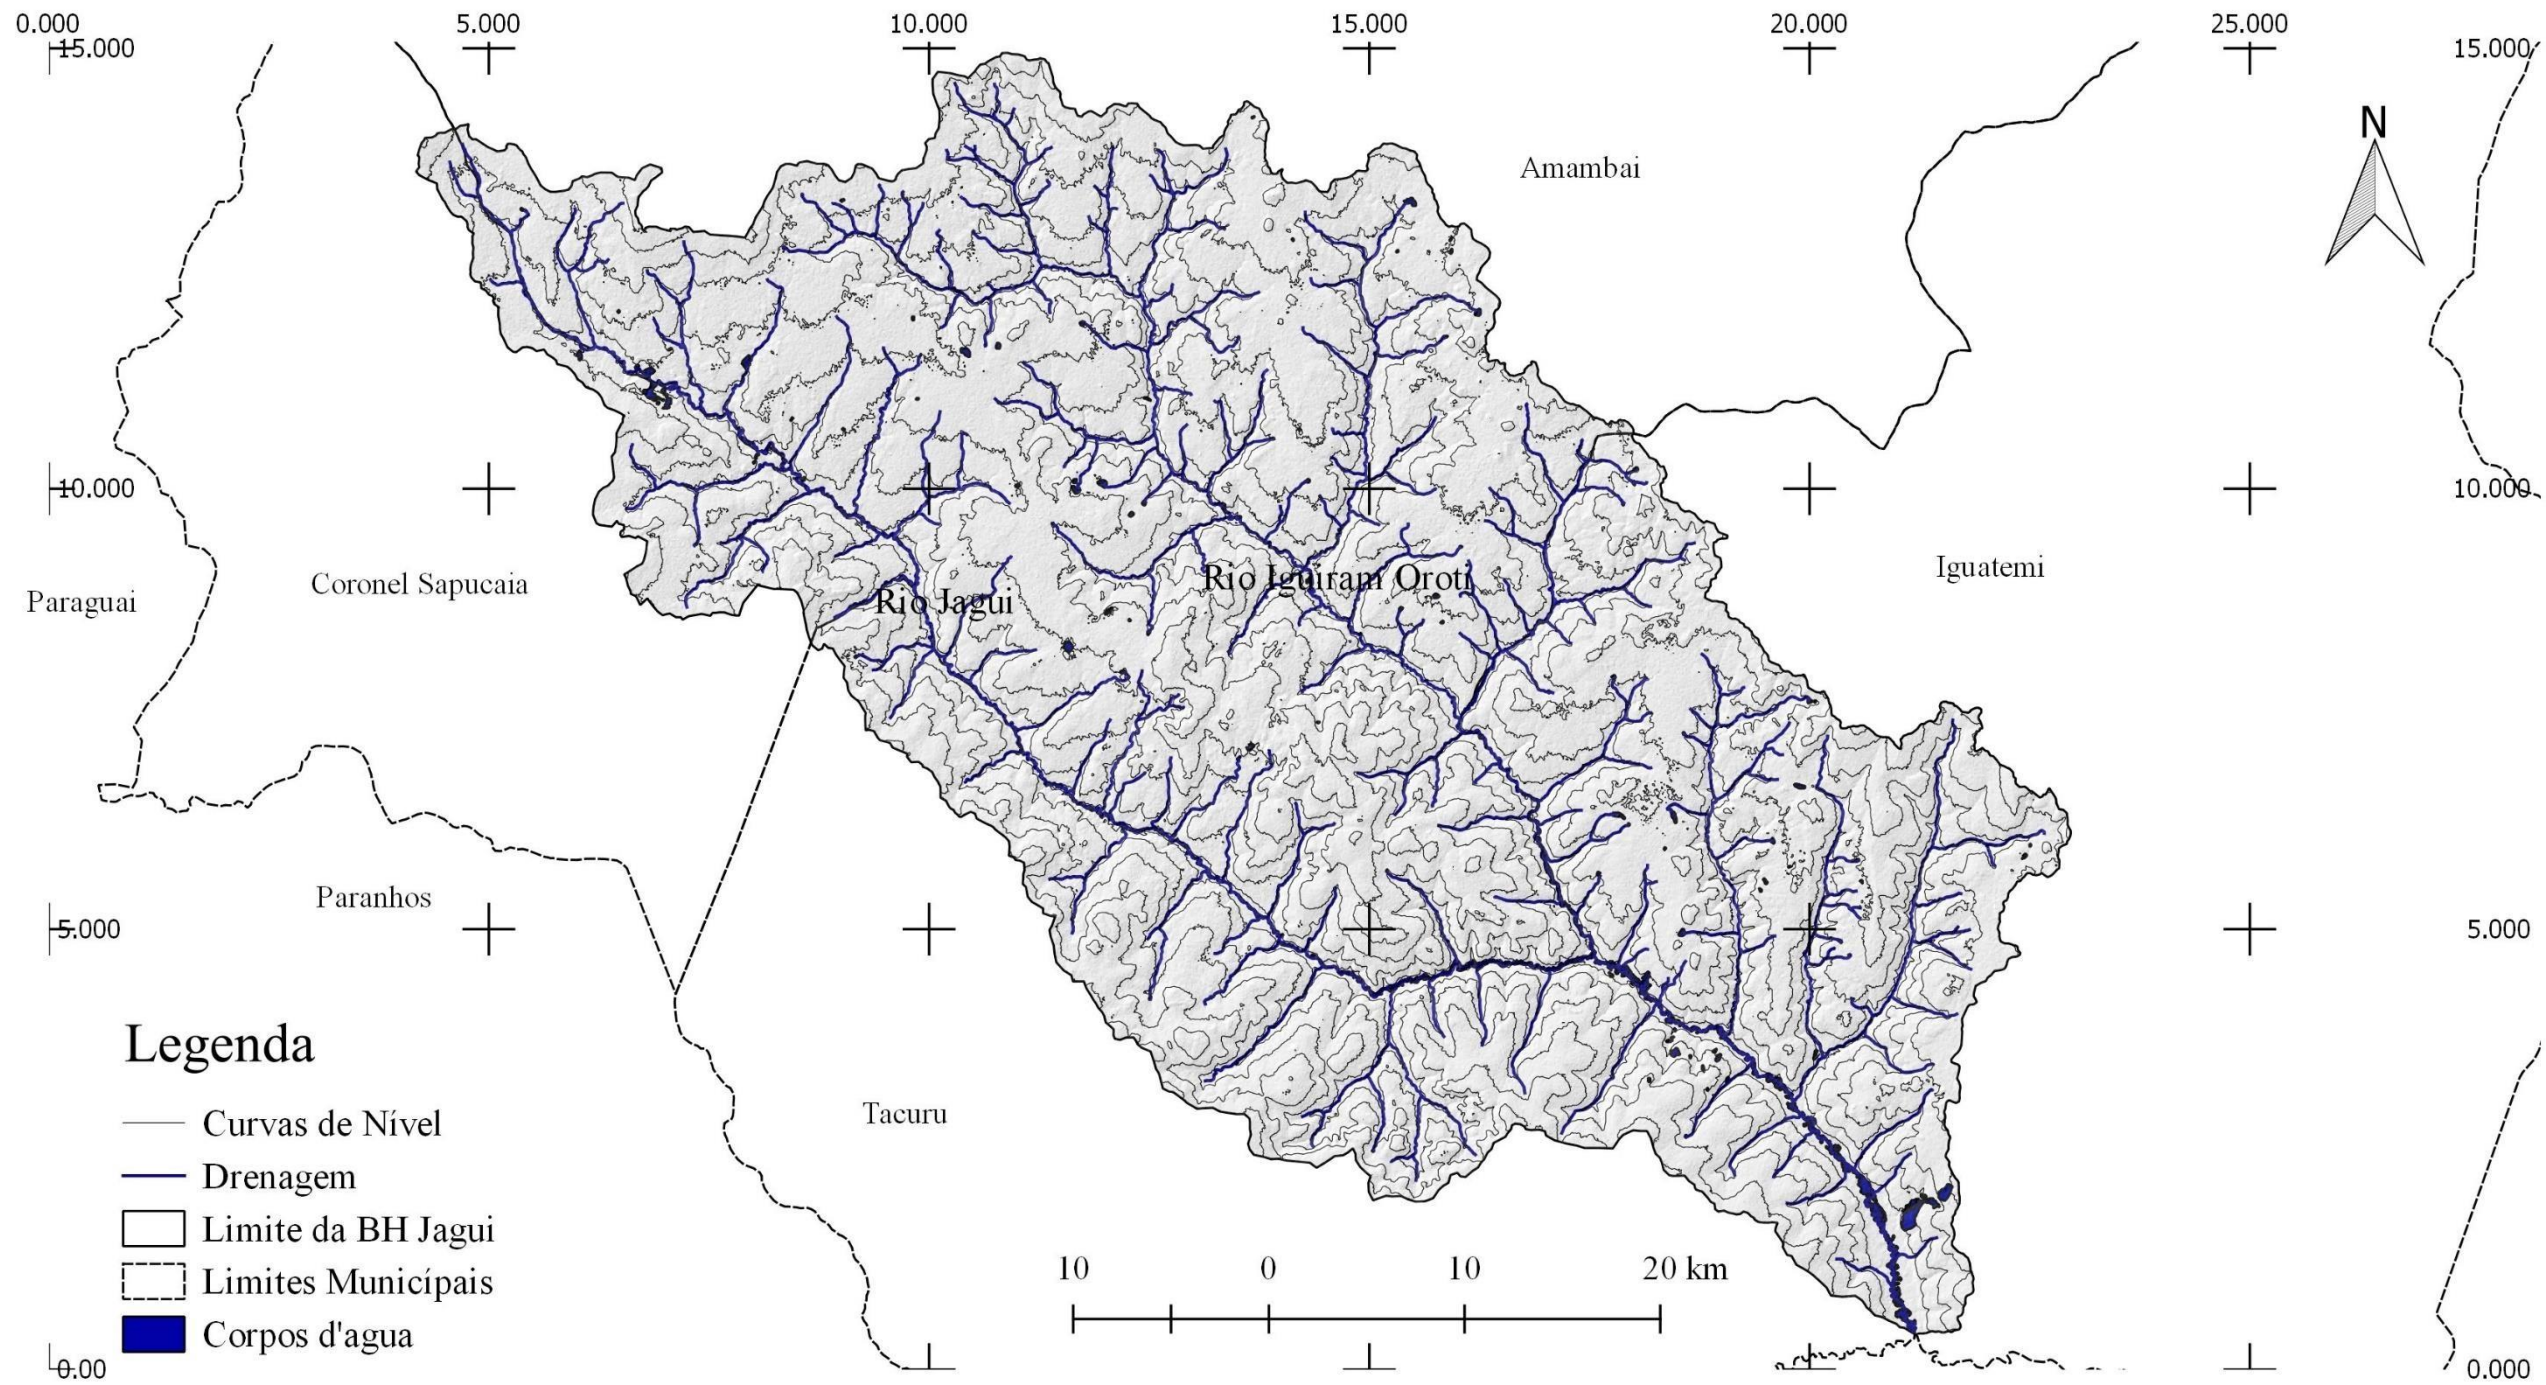 0.000 5.000 10.000 15.000 20.000 25.000
15.000 15.000
N
Amambai
10.000 10.000
Iguatemi
Rio Iguiram Oroti
Coronel Sapucaia
Paraguai
Rio Jagui
Paranhos
5.000 5.000
Legenda
Tacuru
Curvas de Nível
Drenagem
Limite da BH Jagui
Limites Municípais
Corpos d'agua
10 0 10 20 km
0.00 0.000